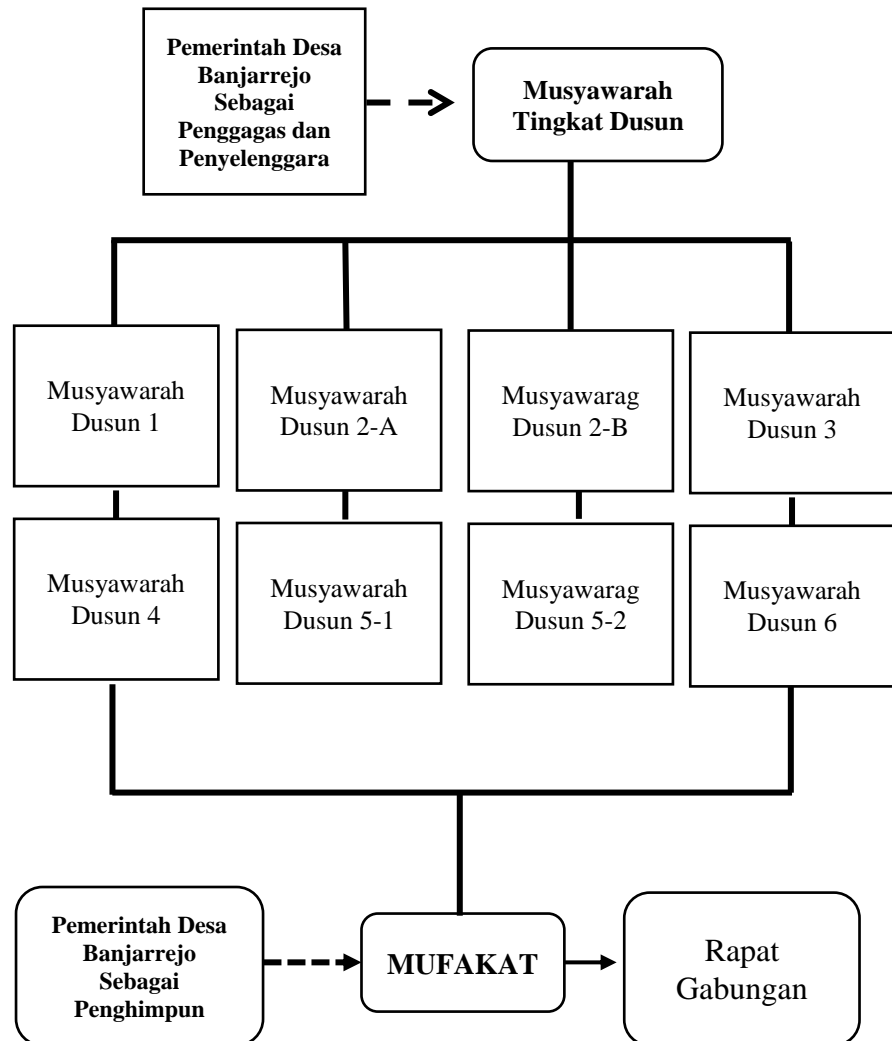 Pemerintah Desa
Banjarrejo
Sebagai
Penggagas dan
Penyelenggara
Musyawarah
Tingkat Dusun
Musyawarah
Dusun 1
Musyawarah
Dusun 2-A
Musyawarag
Dusun 2-B
Musyawarah
Dusun 3
Musyawarah
Dusun 4
Musyawarah
Dusun 5-1
Musyawarag
Dusun 5-2
Musyawarah
Dusun 6
Pemerintah Desa
Banjarrejo
Sebagai
Penghimpun
MUFAKAT
Rapat
Gabungan